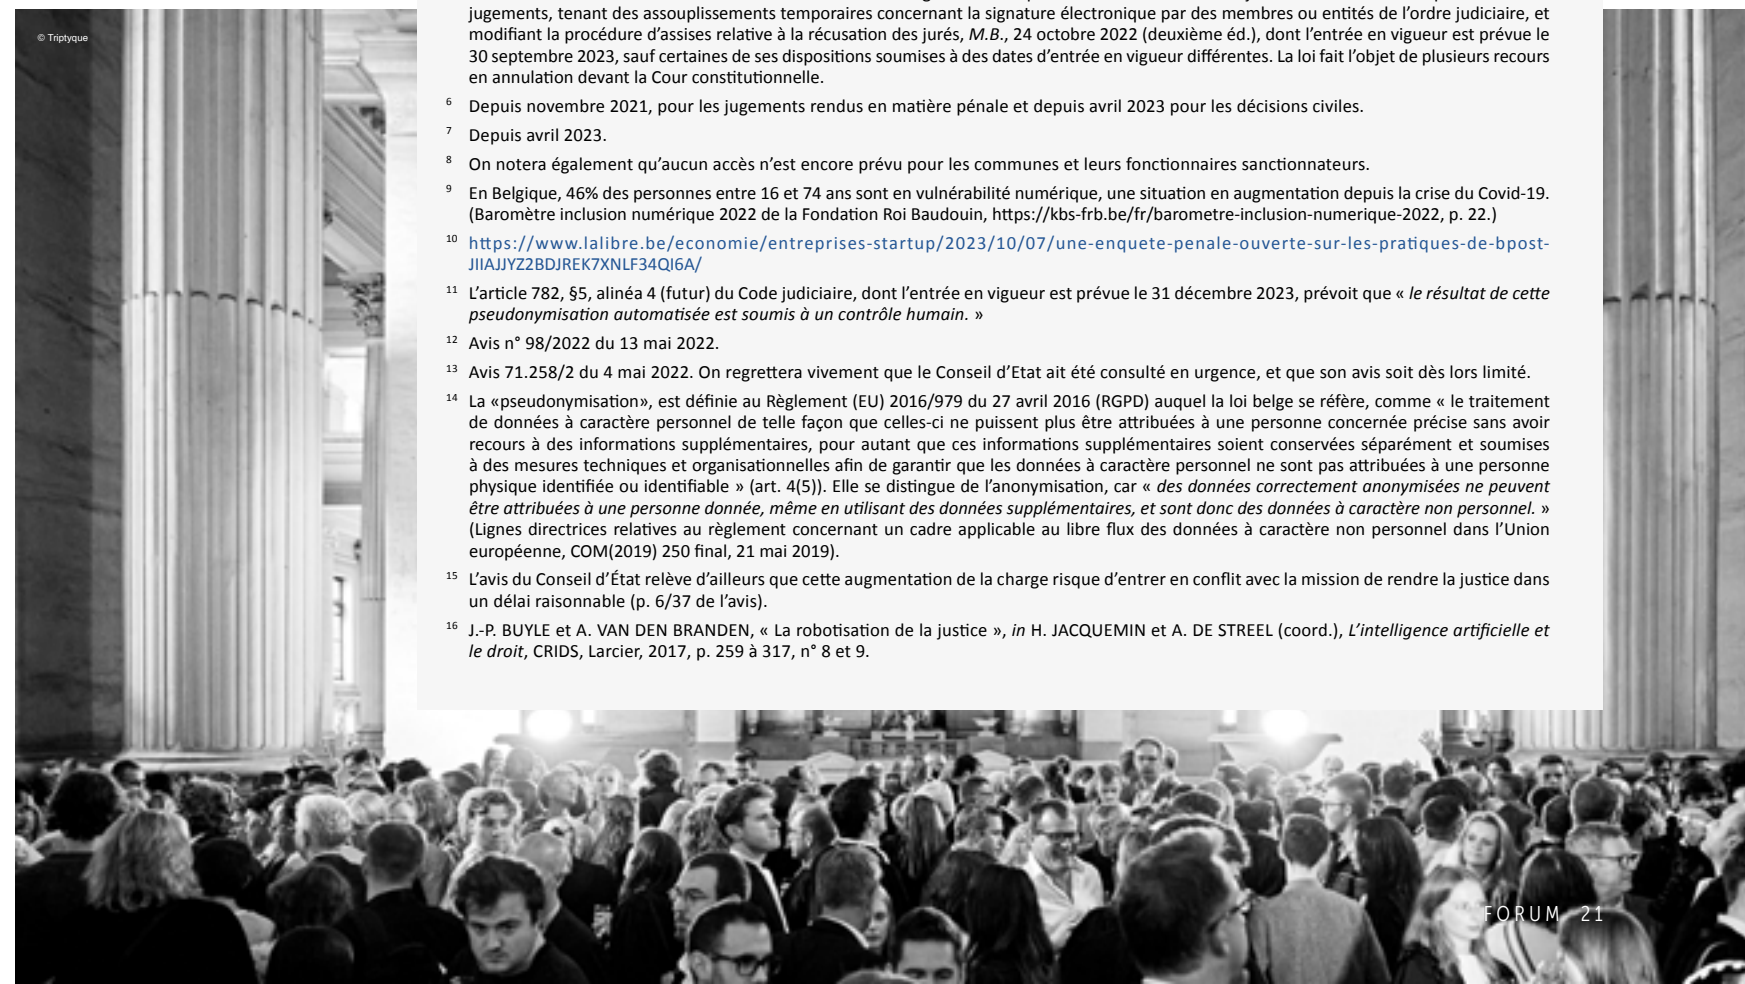 © Triptyque
jugements, tenant des assouplissements temporaires concernant la signature électronique par des membres ou entités de l’ordre judiciaire, et
modifiant la procédure d’assises relative à la récusation des jurés, M.B., 24 octobre 2022 (deuxième éd.), dont l’entrée en vigueur est prévue le
30 septembre 2023, sauf certaines de ses dispositions soumises à des dates d’entrée en vigueur différentes. La loi fait l’objet de plusieurs recours
en annulation devant la Cour constitutionnelle.
6 Depuis novembre 2021, pour les jugements rendus en matière pénale et depuis avril 2023 pour les décisions civiles.
7 Depuis avril 2023.
8 On notera également qu’aucun accès n’est encore prévu pour les communes et leurs fonctionnaires sanctionnateurs.
9 En Belgique, 46% des personnes entre 16 et 74 ans sont en vulnérabilité numérique, une situation en augmentation depuis la crise du Covid-19.
(Baromètre inclusion numérique 2022 de la Fondation Roi Baudouin, https://kbs-frb.be/fr/barometre-inclusion-numerique-2022, p. 22.)
10 https://www.lalibre.be/economie/entreprises-startup/2023/10/07/une-enquete-penale-ouverte-sur-les-pratiques-de-bpost-
JIIAJJYZ2BDJREK7XNLF34QI6A/
11 L’article 782, §5, alinéa 4 (futur) du Code judiciaire, dont l’entrée en vigueur est prévue le 31 décembre 2023, prévoit que « le résultat de cette
pseudonymisation automatisée est soumis à un contrôle humain. »
12 Avis n° 98/2022 du 13 mai 2022.
13 Avis 71.258/2 du 4 mai 2022. On regrettera vivement que le Conseil d’Etat ait été consulté en urgence, et que son avis soit dès lors limité.
14 La «pseudonymisation», est définie au Règlement (EU) 2016/979 du 27 avril 2016 (RGPD) auquel la loi belge se réfère, comme « le traitement
de données à caractère personnel de telle façon que celles-ci ne puissent plus être attribuées à une personne concernée précise sans avoir
recours à des informations supplémentaires, pour autant que ces informations supplémentaires soient conservées séparément et soumises
à des mesures techniques et organisationnelles afin de garantir que les données à caractère personnel ne sont pas attribuées à une personne
physique identifiée ou identifiable » (art. 4(5)). Elle se distingue de l’anonymisation, car « des données correctement anonymisées ne peuvent
être attribuées à une personne donnée, même en utilisant des données supplémentaires, et sont donc des données à caractère non personnel. »
(Lignes directrices relatives au règlement concernant un cadre applicable au libre flux des données à caractère non personnel dans l’Union
européenne, COM(2019) 250 final, 21 mai 2019).
15 L’avis du Conseil d’État relève d’ailleurs que cette augmentation de la charge risque d’entrer en conflit avec la mission de rendre la justice dans
un délai raisonnable (p. 6/37 de l’avis).
16 J.-P. BUYLE et A. VAN DEN BRANDEN, « La robotisation de la justice », in H. JACQUEMIN et A. DE STREEL (coord.), L’intelligence artificielle et
le droit, CRIDS, Larcier, 2017, p. 259 à 317, n° 8 et 9.
FORUM 21